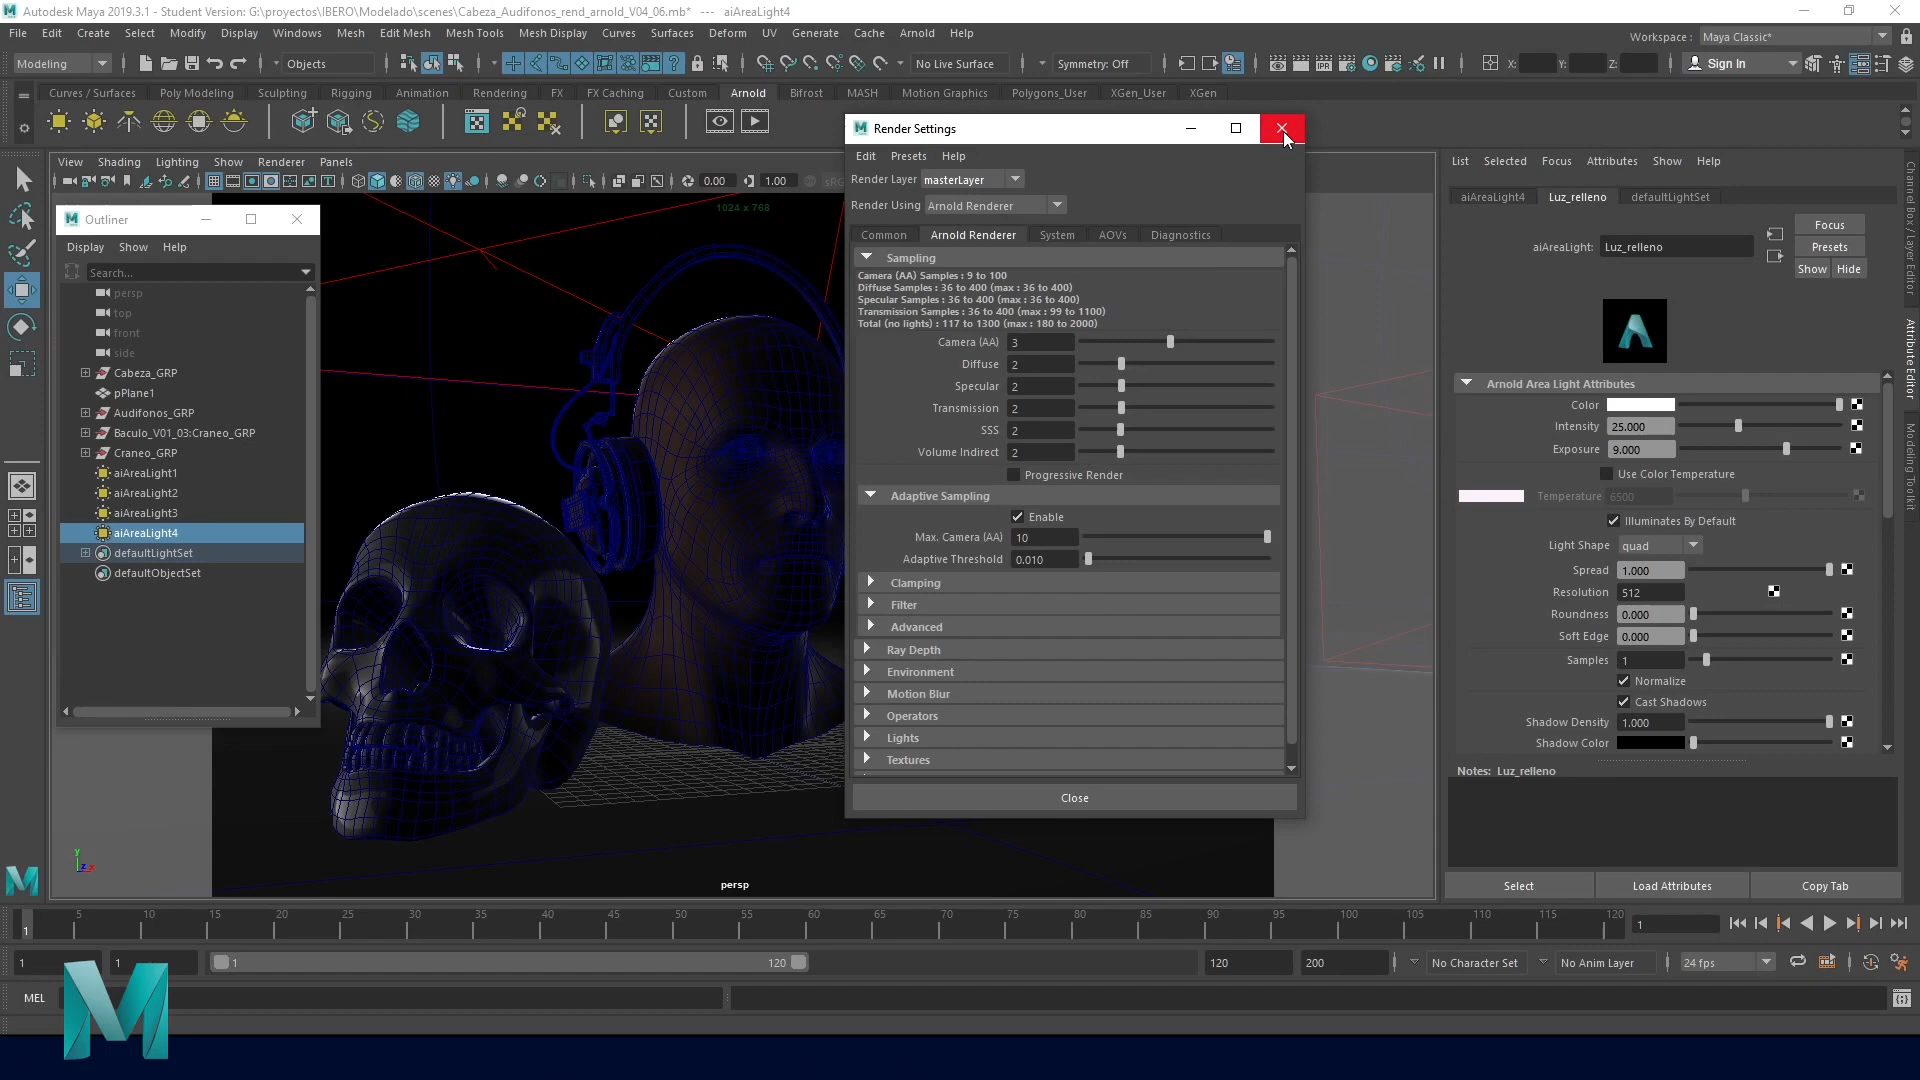 Autodesk Maya 2019.3.1 - Student Version: G:\proyectos\IBERO\Modelado\scenes\Cabeza_Audifonos_rend_arnold_V04_06.mb*   ---   aiAreaLight4
File Edit Create Select Modify Display Windows Mesh Edit Mesh Mesh Tools Mesh Display Curves Surfaces Deform UV Generate Cache Arnold Help
Workspace : Maya Classic*
Modeling Objects No Live Surface Symmetry: Off X: Y: Z: Sign In
Curves / Surfaces Poly Modeling Sculpting Rigging Animation Rendering FX FX Caching Custom Arnold Bifrost MASH Motion Graphics Polygons_User XGen_User XGen
View Shading Lighting Show Renderer Panels
0.00 1.00
1024 x 768
Outliner
Display Show Help
Search...
persp
top
front
side
Cabeza_GRP
pPlane1
Audifonos_GRP
Baculo_V01_03:Craneo_GRP
Craneo_GRP
aiAreaLight1
aiAreaLight2
aiAreaLight3
aiAreaLight4
defaultLightSet
defaultObjectSet
persp
Render Settings
Edit Presets Help
Render Layer masterLayer
Render Using Arnold Renderer
Common Arnold Renderer System AOVs Diagnostics
Sampling
Camera (AA) Samples : 9 to 100
Diffuse Samples : 36 to 400 (max : 36 to 400)
Specular Samples : 36 to 400 (max : 36 to 400)
Transmission Samples : 36 to 400 (max : 99 to 1100)
Total (no lights) : 117 to 1300 (max : 180 to 2000)
Camera (AA) 3
Diffuse 2
Specular 2
Transmission 2
SSS 2
Volume Indirect 2
Progressive Render
Adaptive Sampling
Enable
Max. Camera (AA) 10
Adaptive Threshold 0.010
Clamping
Filter
Advanced
Ray Depth
Environment
Motion Blur
Operators
Lights
Textures
Close
List Selected Focus Attributes Show Help
aiAreaLight4 Luz_relleno defaultLightSet
Focus
aiAreaLight: Luz_relleno
Presets
Show Hide
Arnold Area Light Attributes
Color
Intensity 25.000
Exposure 9.000
Use Color Temperature
Temperature 6500
Illuminates By Default
Light Shape quad
Spread 1.000
Resolution 512
Roundness 0.000
Soft Edge 0.000
Samples 1
Normalize
Cast Shadows
Shadow Density 1.000
Shadow Color
Notes: Luz_relleno
Select Load Attributes Copy Tab
Channel Box / Layer Editor
Attribute Editor
Modeling Toolkit
5 10 15 20 25 30 35 40 45 50 55 60 65 70 75 80 85 90 95 100 105 110 115 120
1 1
1 1 1 120 120 200 No Character Set No Anim Layer 24 fps
MEL